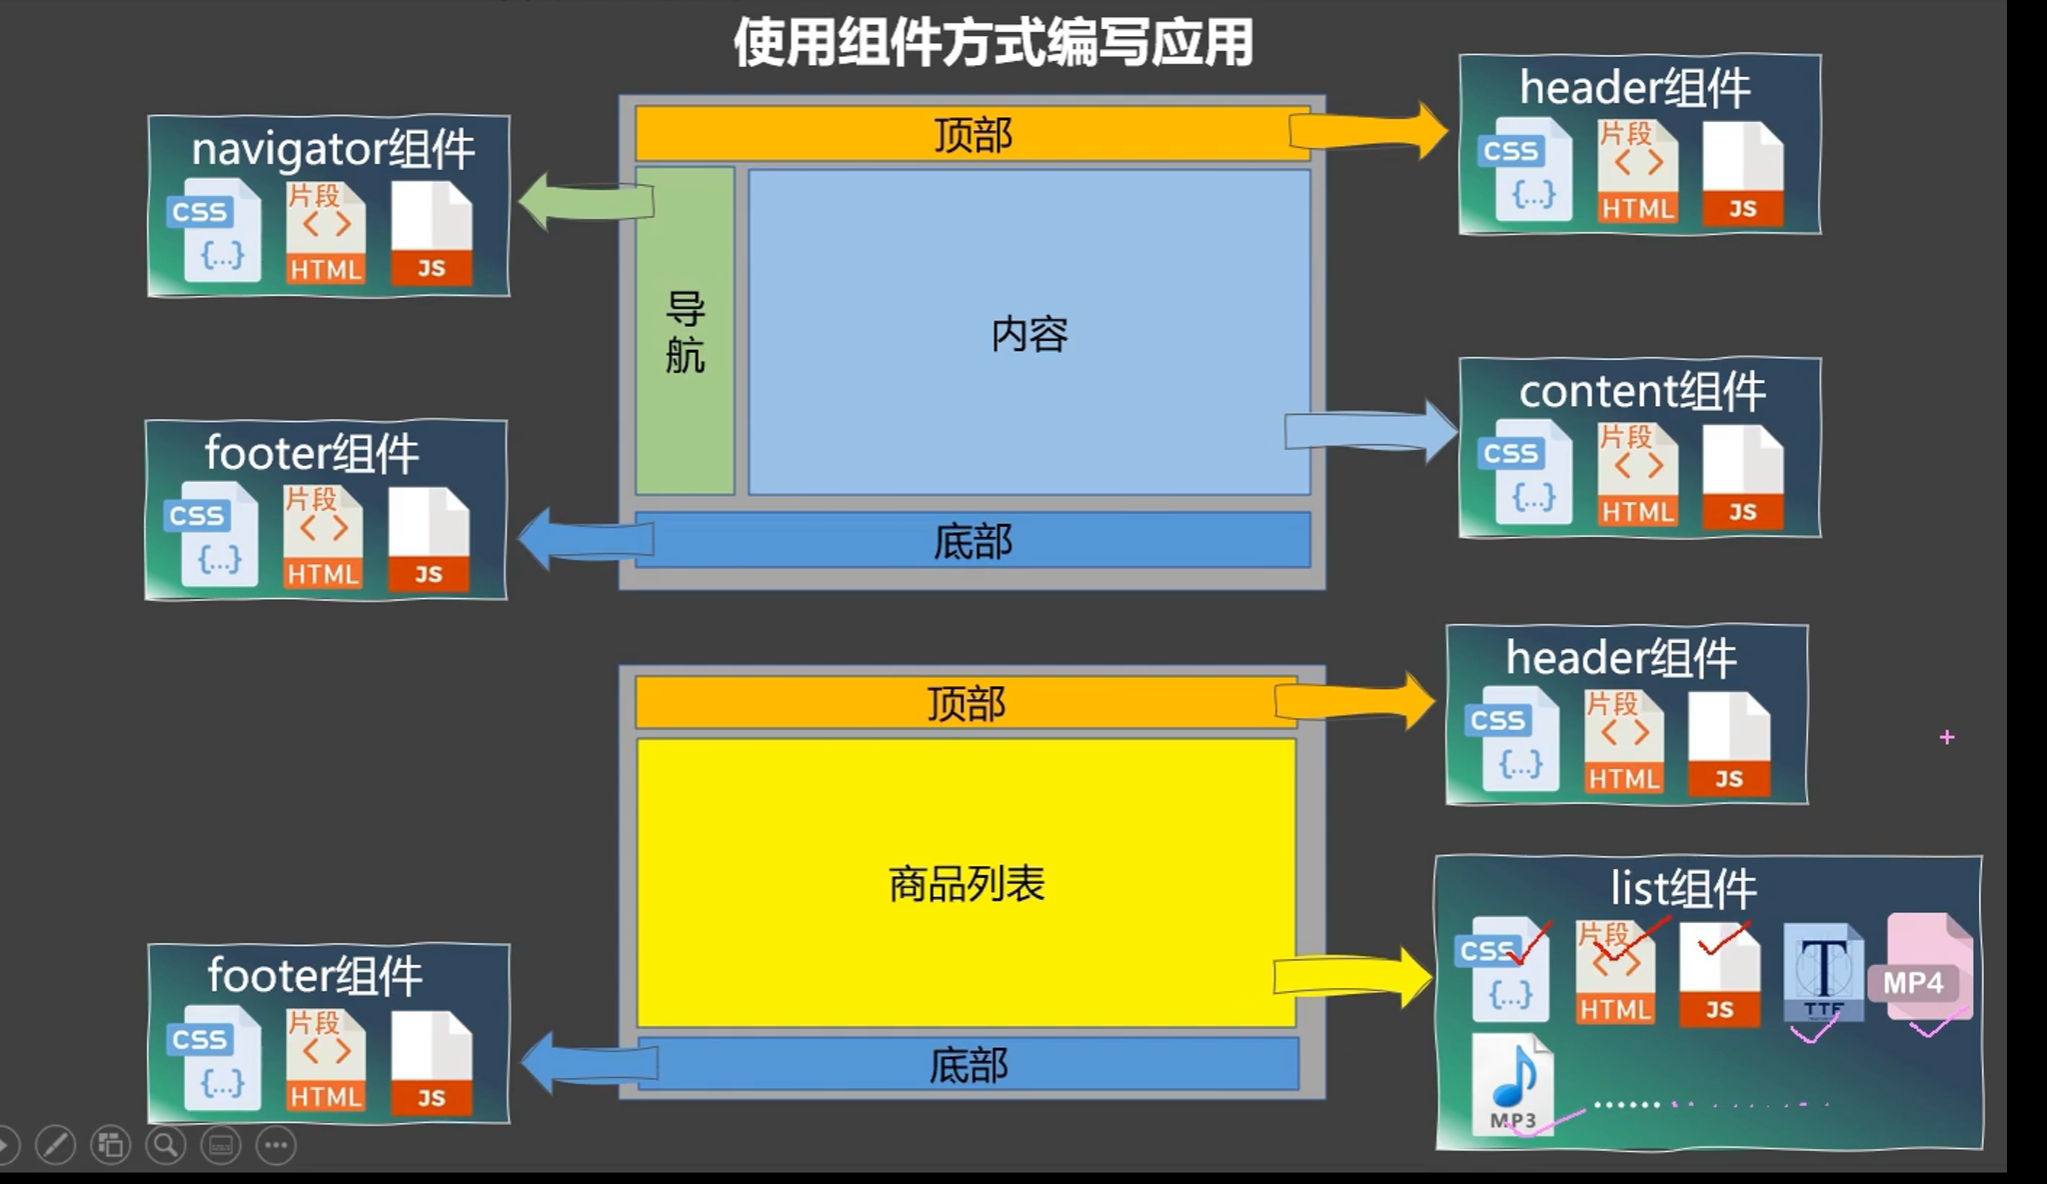 使用组件方式编写应用
navigator组件
CSS
{...}
片段
< >
HTML
JS
顶部
导
航
内容
底部
header组件
CSS
{...}
片段
< >
HTML
JS
footer组件
CSS
{...}
片段
< >
HTML
JS
content组件
CSS
{...}
片段
< >
HTML
JS
顶部
商品列表
底部
header组件
CSS
{...}
片段
< >
HTML
JS
footer组件
CSS
{...}
片段
< >
HTML
JS
list组件
CSS
{...}
片段
< >
HTML
JS
T
TTF
MP4
MP3
······